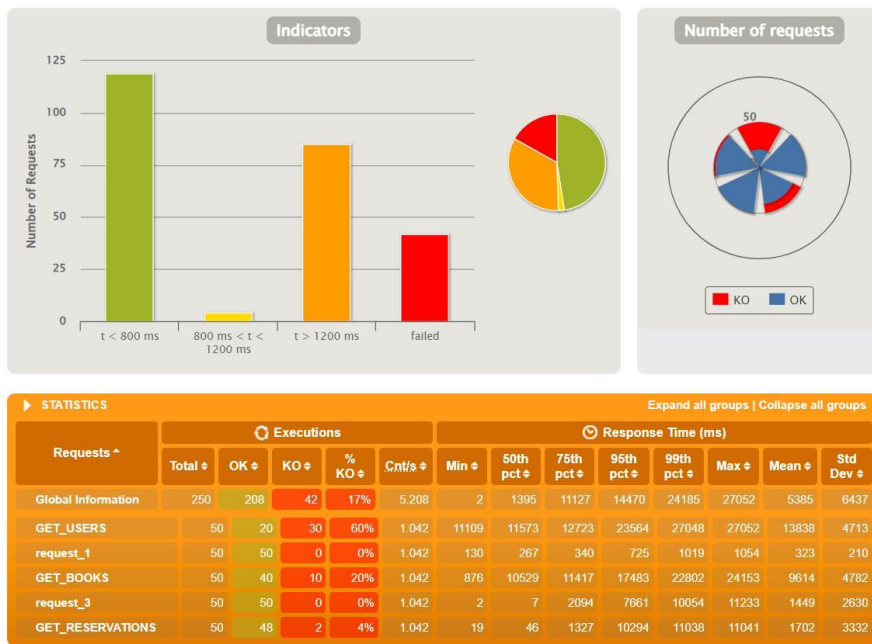 Indicators
Number of requests
125
100
75
50
25
0
Number of Requests
t < 800 ms
800 ms < t <
1200 ms
t > 1200 ms
failed
50
KO OK
STATISTICS Expand all groups | Collapse all groups
Requests Executions Response Time (ms)
Total OK KO % KO Cnt/s Min 50th pct 75th pct 95th pct 99th pct Max Mean Std Dev
Global Information 250 208 42 17% 5.208 2 1395 11127 14470 24185 27052 5385 6437
GET_USERS 50 20 30 60% 1.042 11109 11573 12723 23564 27048 27052 13838 4713
request_1 50 50 0 0% 1.042 130 267 340 725 1019 1054 323 210
GET_BOOKS 50 40 10 20% 1.042 876 10529 11417 17483 22802 24153 9614 4782
request_3 50 50 0 0% 1.042 2 7 2094 7661 10054 11233 1449 2630
GET_RESERVATIONS 50 48 2 4% 1.042 19 46 1327 10294 11038 11041 1702 3332